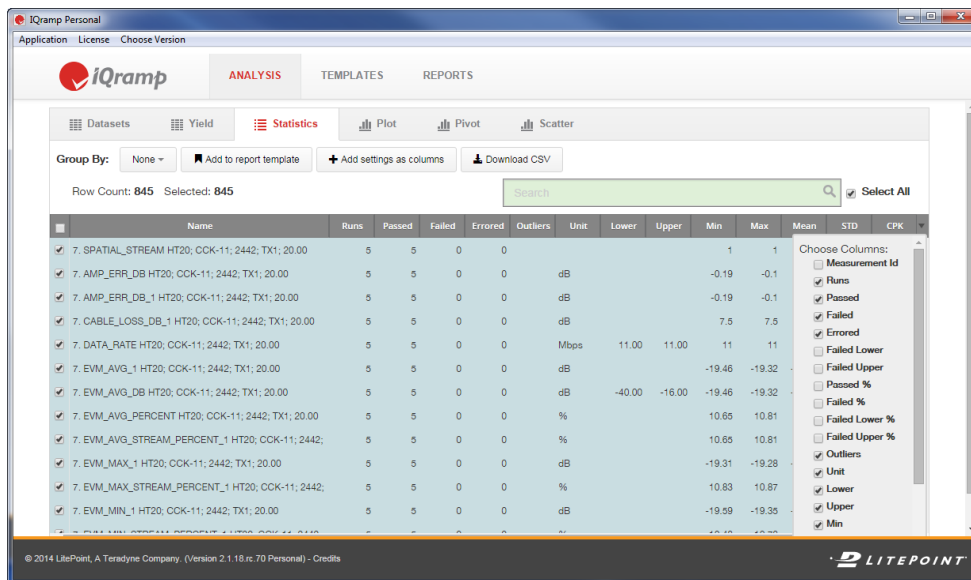 IQramp Personal
Application License Choose Version
iQramp ANALYSIS TEMPLATES REPORTS
Datasets Yield Statistics Plot Pivot Scatter
Group By: None Add to report template Add settings as columns Download CSV
Row Count: 845 Selected: 845 Search Select All
Name Runs Passed Failed Errored Outliers Unit Lower Upper Min Max Mean STD CPK
7. SPATIAL_STREAM HT20; CCK-11; 2442; TX1; 20.00 5 5 0 0 1 1
7. AMP_ERR_DB HT20; CCK-11; 2442; TX1; 20.00 5 5 0 0 dB -0.19 -0.1
7. AMP_ERR_DB_1 HT20; CCK-11; 2442; TX1; 20.00 5 5 0 0 dB -0.19 -0.1
7. CABLE_LOSS_DB_1 HT20; CCK-11; 2442; TX1; 20.00 5 5 0 0 dB 7.5 7.5
7. DATA_RATE HT20; CCK-11; 2442; TX1; 20.00 5 5 0 0 Mbps 11.00 11.00 11 11
7. EVM_AVG_1 HT20; CCK-11; 2442; TX1; 20.00 5 5 0 0 dB -19.46 -19.32
7. EVM_AVG_DB HT20; CCK-11; 2442; TX1; 20.00 5 5 0 0 dB -40.00 -16.00 -19.46 -19.32
7. EVM_AVG_PERCENT HT20; CCK-11; 2442; TX1; 20.00 5 5 0 0 % 10.65 10.81
7. EVM_AVG_STREAM_PERCENT_1 HT20; CCK-11; 2442; 5 5 0 0 % 10.65 10.81
7. EVM_MAX_1 HT20; CCK-11; 2442; TX1; 20.00 5 5 0 0 dB -19.31 -19.28
7. EVM_MAX_STREAM_PERCENT_1 HT20; CCK-11; 2442; 5 5 0 0 % 10.83 10.87
7. EVM_MIN_1 HT20; CCK-11; 2442; TX1; 20.00 5 5 0 0 dB -19.59 -19.35
Choose Columns:
Measurement Id
Runs
Passed
Failed
Errored
Failed Lower
Failed Upper
Passed %
Failed %
Failed Lower %
Failed Upper %
Outliers
Unit
Lower
Upper
Min
© 2014 LitePoint, A Teradyne Company. (Version 2.1.18.rc.70 Personal) - Credits
LITEPOINT